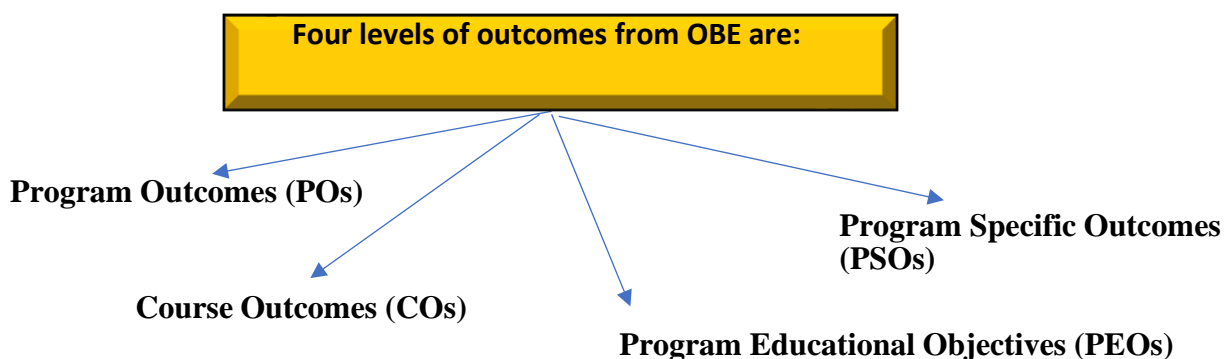 Four levels of outcomes from OBE are:
Program Outcomes (POs)
Program Specific Outcomes
(PSOs)
Course Outcomes (COs)
Program Educational Objectives (PEOs)